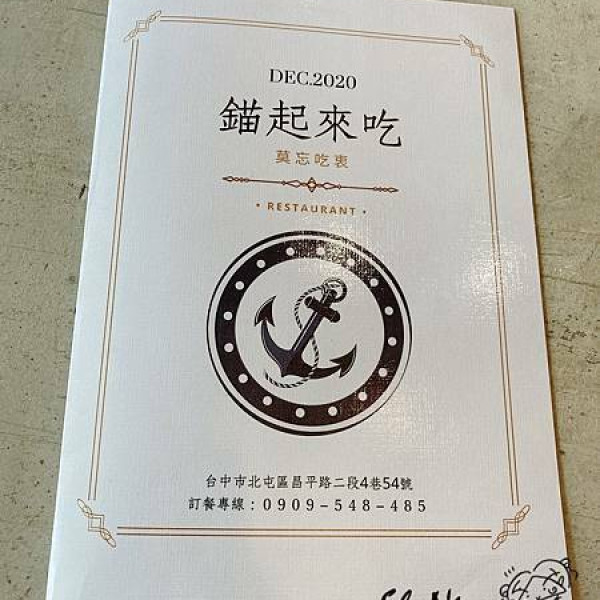 DEC.2020
錨起來吃
莫忘吃衷
• RESTAURANT •
台中市北屯區昌平路二段4巷54號
訂餐專線：0909-548-485